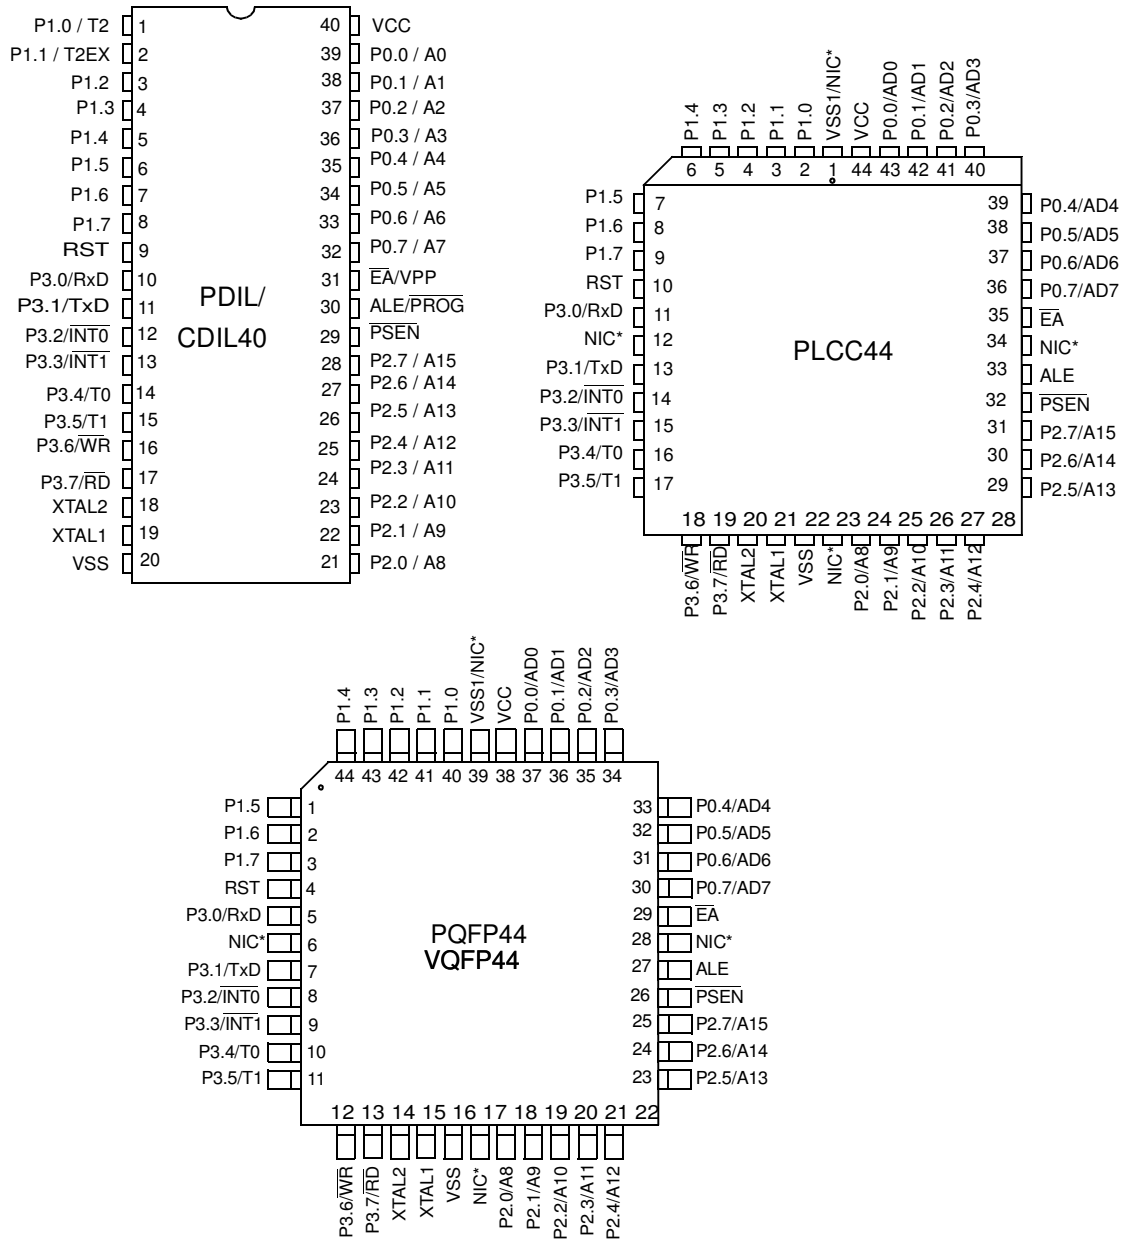 P1.0 / T2 1 40 VCC
P1.1 / T2EX 2 39 P0.0 / A0
P1.2 3 38 P0.1 / A1
P1.3 4 37 P0.2 / A2
P1.4 5 36 P0.3 / A3
P1.5 6 35 P0.4 / A4
P1.6 7 34 P0.5 / A5
P1.7 8 33 P0.6 / A6
RST 9 32 P0.7 / A7
P3.0/RxD 10 31 EA/VPP
P3.1/TxD 11 30 ALE/PROG
P3.2/INT0 12 29 PSEN
P3.3/INT1 13 28 P2.7 / A15
P3.4/T0 14 27 P2.6 / A14
P3.5/T1 15 26 P2.5 / A13
P3.6/WR 16 25 P2.4 / A12
P3.7/RD 17 24 P2.3 / A11
XTAL2 18 23 P2.2 / A10
XTAL1 19 22 P2.1 / A9
VSS 20 21 P2.0 / A8
PDIL/
CDIL40
P1.4 P1.3 P1.2 P1.1 P1.0 VSS1/NIC* VCC P0.0/AD0 P0.1/AD1 P0.2/AD2 P0.3/AD3
6 5 4 3 2 1 44 43 42 41 40
P1.5 7 39 P0.4/AD4
P1.6 8 38 P0.5/AD5
P1.7 9 37 P0.6/AD6
RST 10 36 P0.7/AD7
P3.0/RxD 11 35 EA
NIC* 12 34 NIC*
P3.1/TxD 13 33 ALE
P3.2/INT0 14 32 PSEN
P3.3/INT1 15 31 P2.7/A15
P3.4/T0 16 30 P2.6/A14
P3.5/T1 17 29 P2.5/A13
PLCC44
18 19 20 21 22 23 24 25 26 27 28
P3.6/WR P3.7/RD XTAL2 XTAL1 VSS NIC* P2.0/A8 P2.1/A9 P2.2/A10 P2.3/A11 P2.4/A12
P1.4 P1.3 P1.2 P1.1 P1.0 VSS1/NIC* VCC P0.0/AD0 P0.1/AD1 P0.2/AD2 P0.3/AD3
44 43 42 41 40 39 38 37 36 35 34
P1.5 1 33 P0.4/AD4
P1.6 2 32 P0.5/AD5
P1.7 3 31 P0.6/AD6
RST 4 30 P0.7/AD7
P3.0/RxD 5 29 EA
NIC* 6 28 NIC*
P3.1/TxD 7 27 ALE
P3.2/INT0 8 26 PSEN
P3.3/INT1 9 25 P2.7/A15
P3.4/T0 10 24 P2.6/A14
P3.5/T1 11 23 P2.5/A13
PQFP44
VQFP44
12 13 14 15 16 17 18 19 20 21 22
P3.6/WR P3.7/RD XTAL2 XTAL1 VSS NIC* P2.0/A8 P2.1/A9 P2.2/A10 P2.3/A11 P2.4/A12